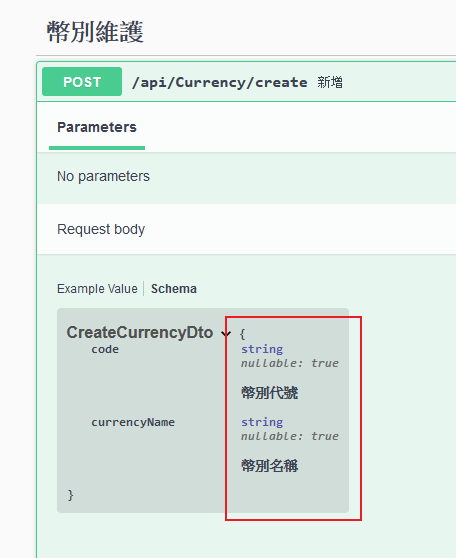 幣別維護
POST /api/Currency/create 新增
Parameters
No parameters
Request body
Example Value Schema
CreateCurrencyDto {
code string
nullable: true
幣別代號
currencyName string
nullable: true
幣別名稱
}